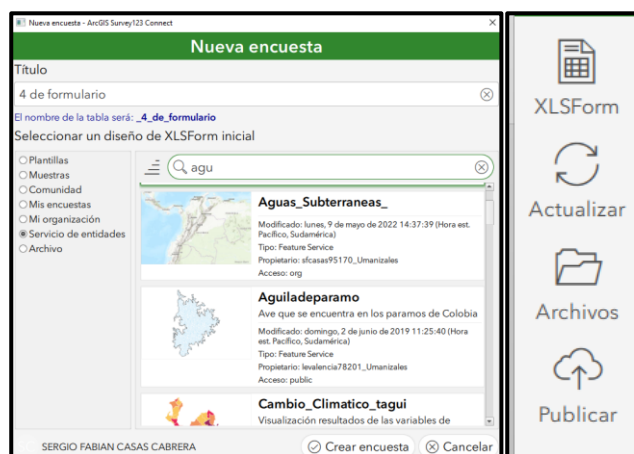 Nueva encuesta - ArcGIS Survey123 Connect
Nueva encuesta
Título
4 de formulario
El nombre de la tabla será: _4_de_formulario
Seleccionar un diseño de XLSForm inicial
Plantillas
Muestras
Comunidad
Mis encuestas
Mi organización
Servicio de entidades
Archivo
agu
Aguas_Subterraneas_
Modificado: lunes, 9 de mayo de 2022 14:37:39 (Hora est.
Pacífico, Sudamérica)
Tipo: Feature Service
Propietario: sfcasas95170_Umanizales
Acceso: org
Aguiladeparamo
Ave que se encuentra en los paramos de Colobia
Modificado: domingo, 2 de junio de 2019 11:25:40 (Hora
est. Pacífico, Sudamérica)
Tipo: Feature Service
Propietario: levalencia78201_Umanizales
Acceso: public
Cambio_Climatico_tagui
Visualización resultados de las variables de
SERGIO FABIAN CASAS CABRERA
Crear encuesta
Cancelar
XLSForm
Actualizar
Archivos
Publicar